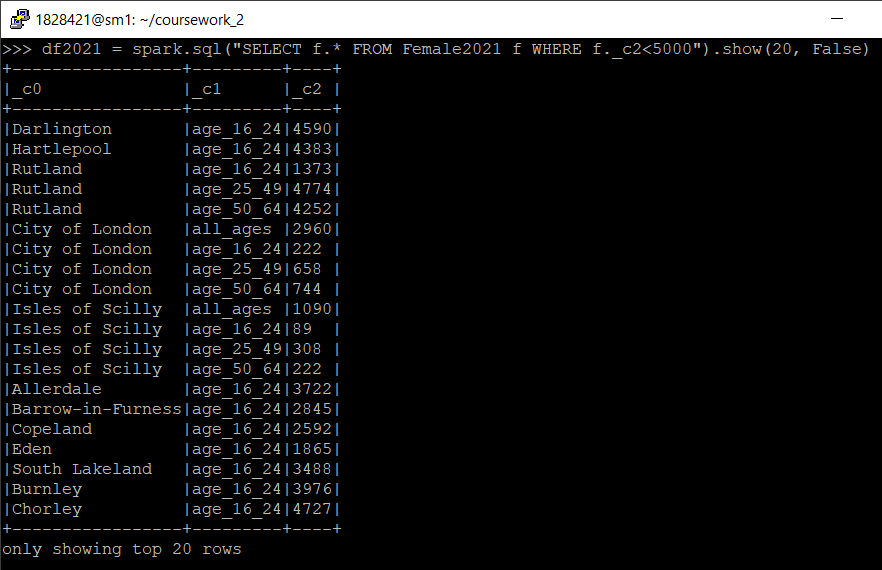 1828421@sm1: ~/coursework_2
>>> df2021 = spark.sql("SELECT f.* FROM Female2021 f WHERE f._c2<5000").show(20, False)
+-----------------+---------+----+
|_c0              |_c1      |_c2 |
+-----------------+---------+----+
|Darlington       |age_16_24|4590|
|Hartlepool       |age_16_24|4383|
|Rutland          |age_16_24|1373|
|Rutland          |age_25_49|4774|
|Rutland          |age_50_64|4252|
|City of London   |all_ages |2960|
|City of London   |age_16_24|222 |
|City of London   |age_25_49|658 |
|City of London   |age_50_64|744 |
|Isles of Scilly  |all_ages |1090|
|Isles of Scilly  |age_16_24|89  |
|Isles of Scilly  |age_25_49|308 |
|Isles of Scilly  |age_50_64|222 |
|Allerdale        |age_16_24|3722|
|Barrow-in-Furness|age_16_24|2845|
|Copeland         |age_16_24|2592|
|Eden             |age_16_24|1865|
|South Lakeland   |age_16_24|3488|
|Burnley          |age_16_24|3976|
|Chorley          |age_16_24|4727|
+-----------------+---------+----+
only showing top 20 rows